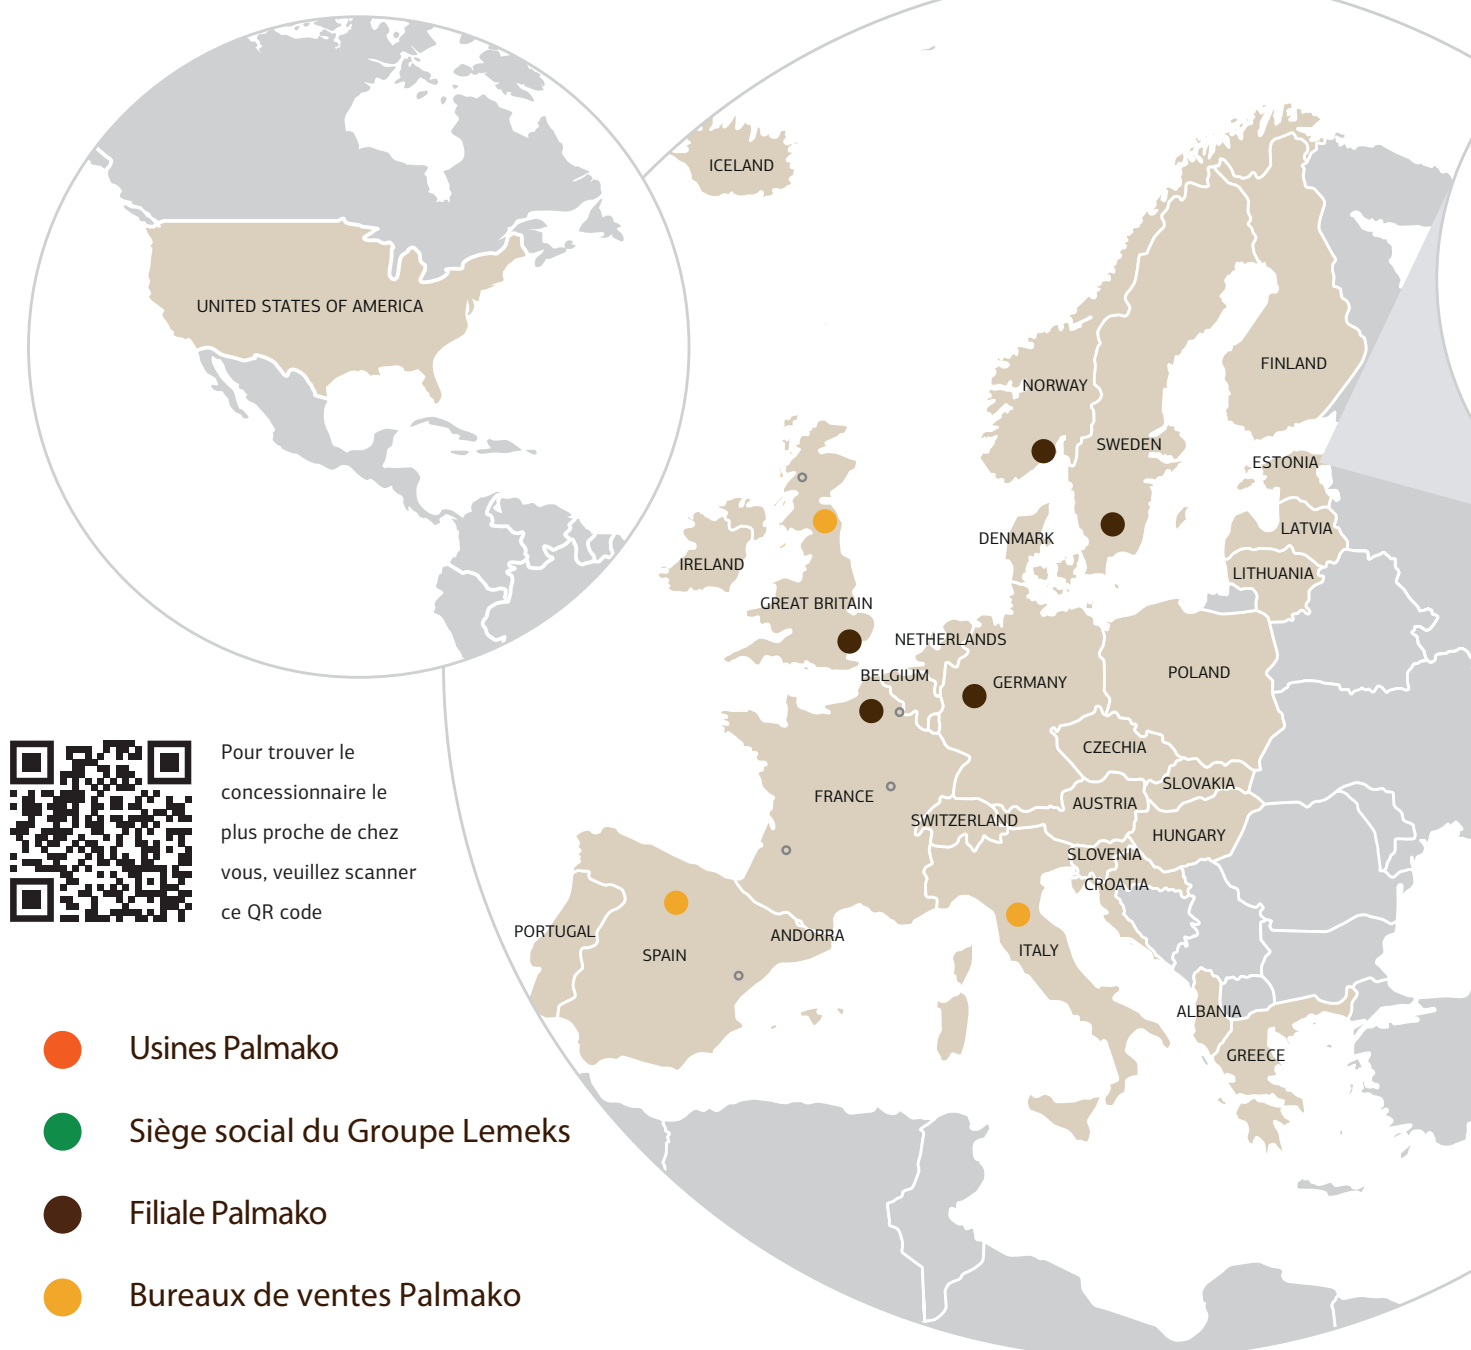 ICELAND
UNITED STATES OF AMERICA
FINLAND
NORWAY
SWEDEN
ESTONIA
LATVIA
DENMARK
IRELAND
LITHUANIA
GREAT BRITAIN
NETHERLANDS
BELGIUM
GERMANY
POLAND
CZECHIA
SLOVAKIA
FRANCE
AUSTRIA
SWITZERLAND
HUNGARY
SLOVENIA
CROATIA
PORTUGAL
ANDORRA
SPAIN
ITALY
ALBANIA
GREECE
Pour trouver le
concessionnaire le
plus proche de chez
vous, veuillez scanner
ce QR code
Usines Palmako
Siège social du Groupe Lemeks
Filiale Palmako
Bureaux de ventes Palmako